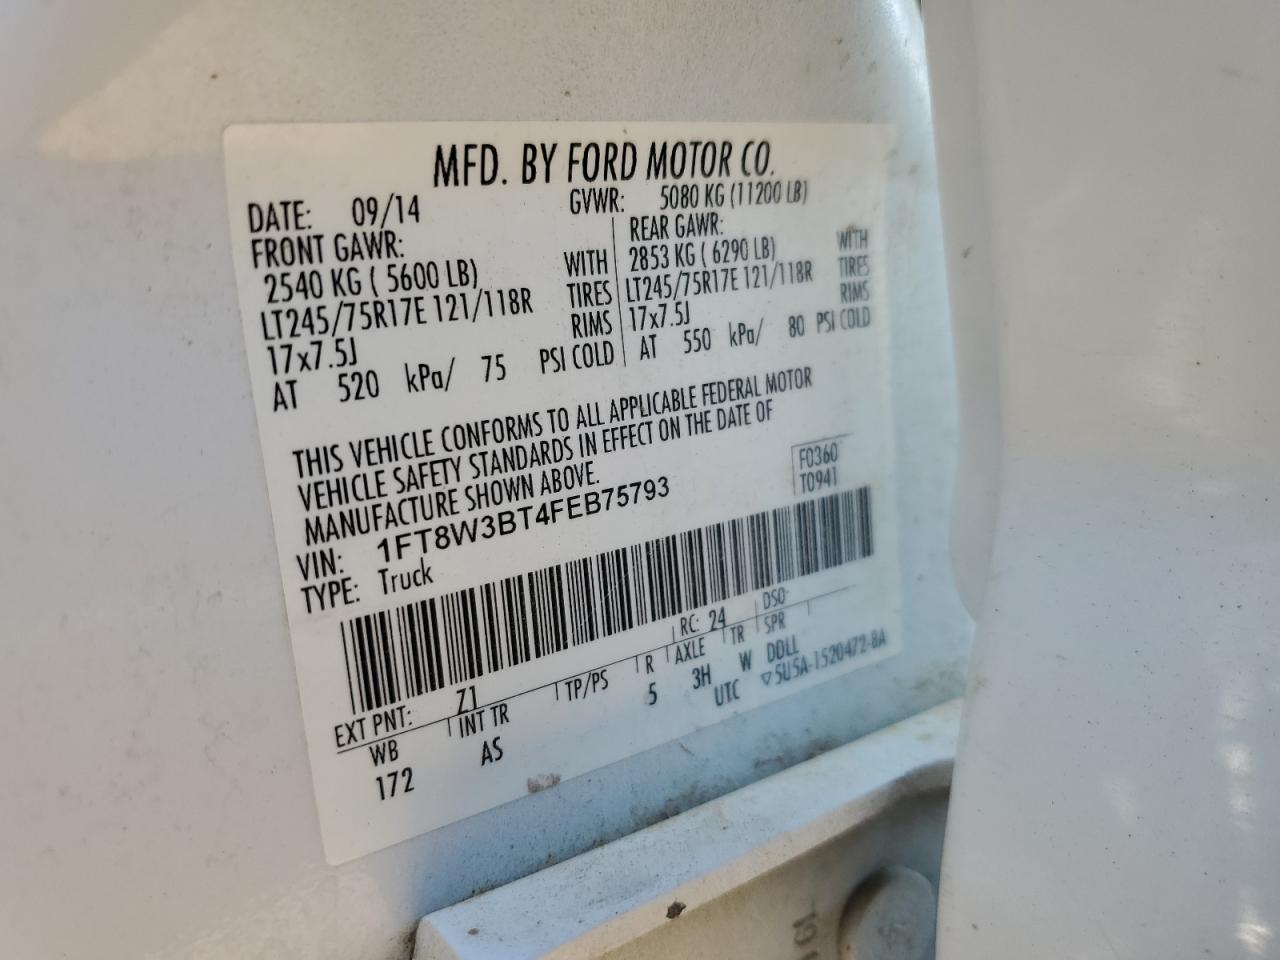 MFD. BY FORD MOTOR CO.
DATE: 09/14 GVWR: 5080 KG (11200 LB)
FRONT GAWR: REAR GAWR:
2540 KG ( 5600 LB) WITH 2853 KG ( 6290 LB) WITH
LT245/75R17E 121/118R TIRES LT245/75R17E 121/118R TIRES
17x7.5J RIMS 17x7.5J RIMS
AT 520 kPa/ 75 PSI COLD AT 550 kPa/ 80 PSI COLD
THIS VEHICLE CONFORMS TO ALL APPLICABLE FEDERAL MOTOR
VEHICLE SAFETY STANDARDS IN EFFECT ON THE DATE OF
MANUFACTURE SHOWN ABOVE.
F0360
T0941
VIN: 1FT8W3BT4FEB75793
TYPE: Truck
EXT PNT: Z1 RC: 24 DSO
WB INT TR TP/PS R AXLE TR SPR
172 AS 5 3H W DDLL
UTC ▽5U5A-1520472-8A